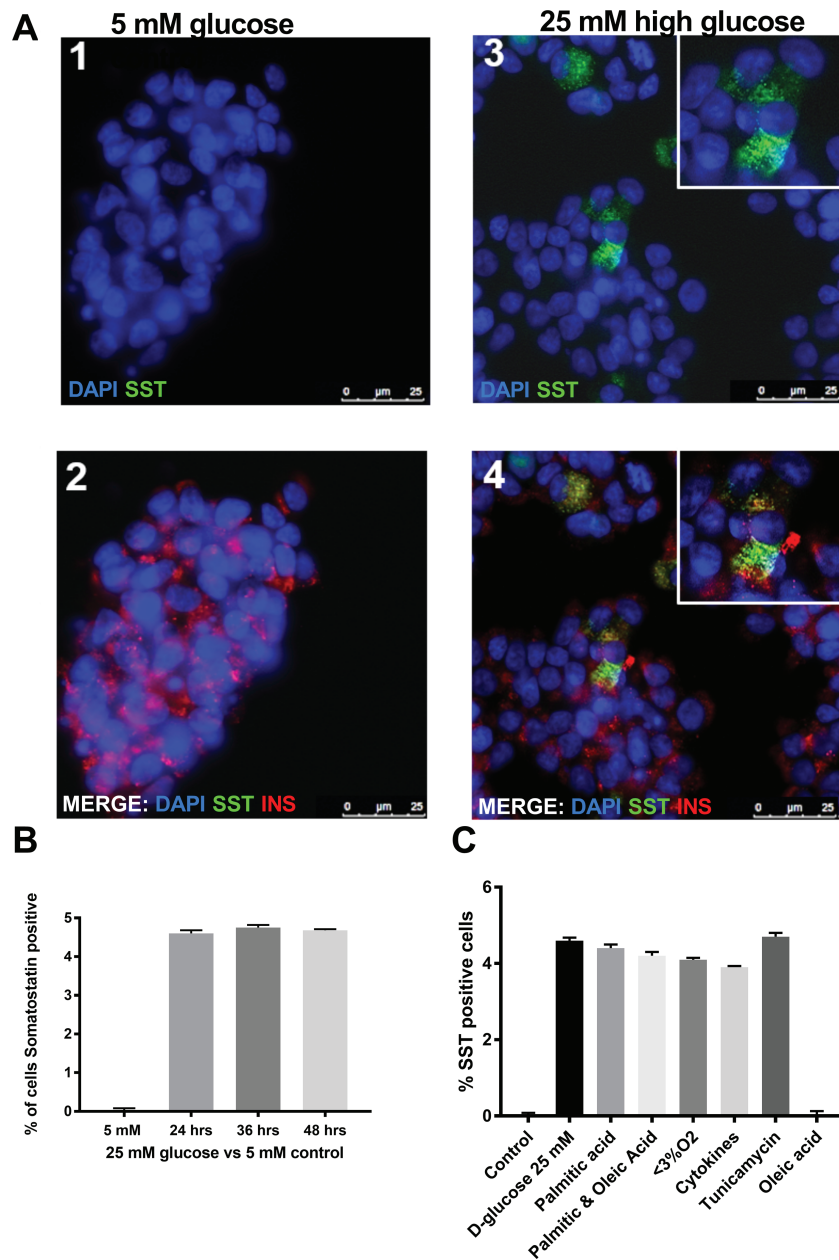 A
5 mM glucose
control
25 mM high glucose
1
DAPI SST
0 µm 25
3
DAPI SST
0 µm 25
2
MERGE: DAPI SST INS
0 µm 25
4
MERGE: DAPI SST INS
0 µm 25
B
% of cells Somatostatin positive
5
4
3
2
1
0
5 mM 24 hrs 36 hrs 48 hrs
25 mM glucose vs 5 mM control
C
% SST positive cells
6
4
2
0
Control
D-glucose 25 mM
Palmitic acid
Palmitic & Oleic Acid
<3%O2
Cytokines
Tunicamycin
Oleic acid